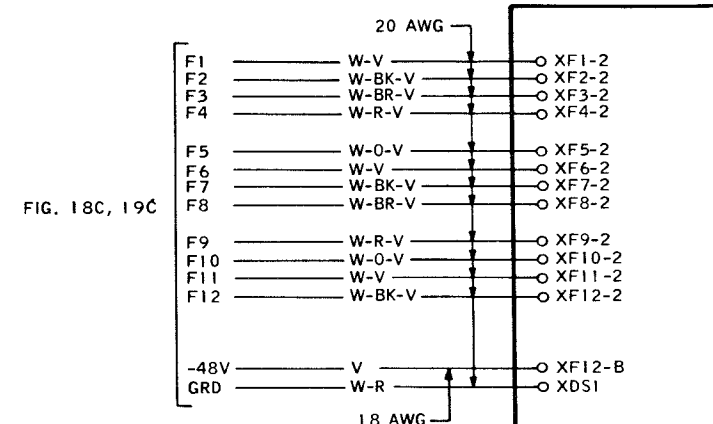 20 AWG
F1 W-V XF1-2
F2 W-BK-V XF2-2
F3 W-BR-V XF3-2
F4 W-R-V XF4-2
F5 W-O-V XF5-2
F6 W-V XF6-2
F7 W-BK-V XF7-2
FIG. 18C, 19C F8 W-BR-V XF8-2
F9 W-R-V XF9-2
F10 W-O-V XF10-2
F11 W-V XF11-2
F12 W-BK-V XF12-2
-48V V XF12-B
GRD W-R XDS1
18 AWG